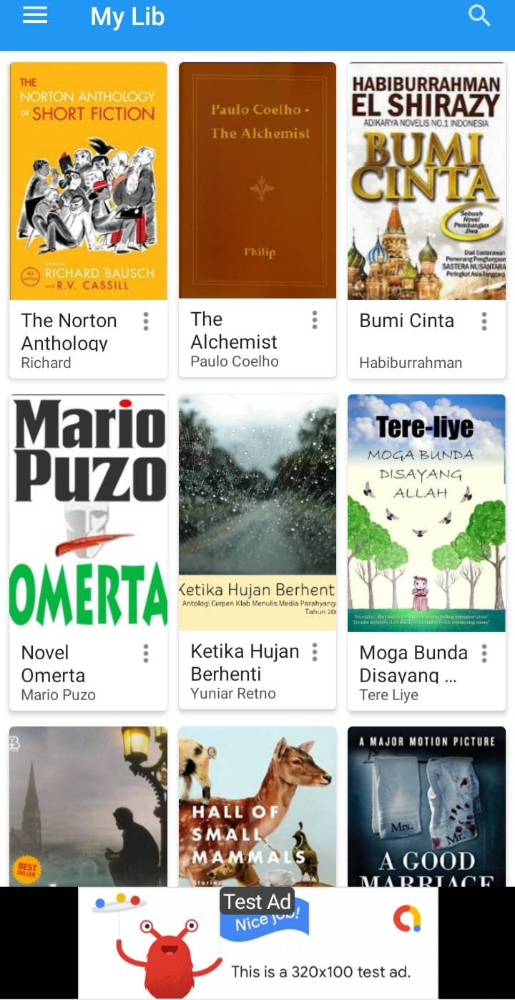 My Lib
THE
NORTON ANTHOLOGY
OF SHORT FICTION
Edited by
RICHARD BAUSCH
and R.V. CASSILL
The Norton
Anthology
Richard
Paulo Coelho -
The Alchemist
Philip
The
Alchemist
Paulo Coelho
HABIBURRAHMAN
EL SHIRAZY
ADIKARYA NOVELIS NO.1 INDONESIA
BUMI
CINTA
Sebuah
Novel
Pembangun
Jiwa
Dari Sastrawan
Pemenang Penghargaan
SASTERA NUSANTARA
Peringkat Asia Tenggara
Bumi Cinta
Habiburrahman
Mario
Puzo
OMERTA
Novel
Omerta
Mario Puzo
Ketika Hujan Berhent
Antologi Cerpen Klab Menulis Media Parahyang
Tahun 20
Ketika Hujan
Berhenti
Yuniar Retno
Tere-liye
MOGA BUNDA
DISAYANG
ALLAH
Moga Bunda
Disayang ...
Tere Liye
BEST
SELLER
HALL OF
SMALL
MAMMALS
Stories
A MAJOR MOTION PICTURE
Mrs.
Mr.
A GOOD
MARRIAGE
Test Ad
Nice job!
This is a 320x100 test ad.